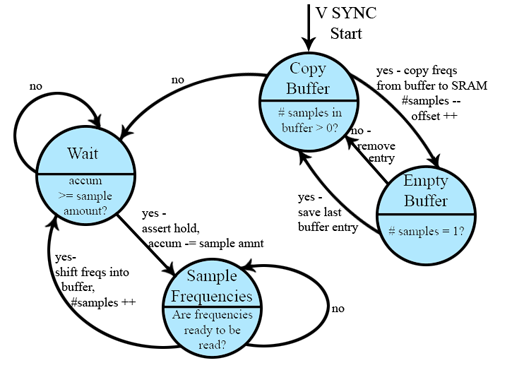 V SYNC
Start
Copy
Buffer
# samples in
buffer > 0?
no
yes - copy freqs
from buffer to SRAM
#samples --
offset ++
no -
remove
entry
Empty
Buffer
# samples = 1?
yes -
save last
buffer entry
no
Wait
accum
>= sample
amount?
yes -
assert hold,
accum -= sample amnt
yes-
shift freqs into
buffer,
#samples ++
Sample
Frequencies
Are frequencies
ready to be
read?
no